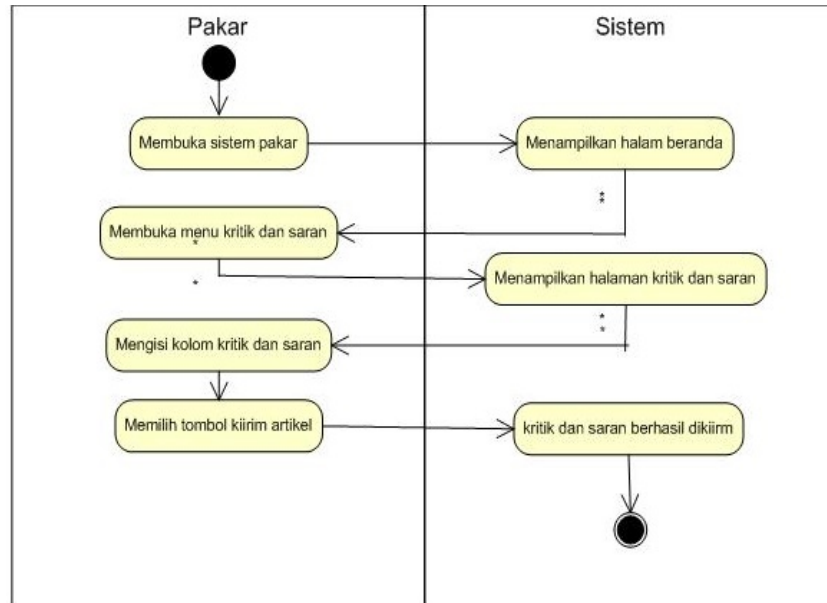 Pakar
Sistem
Membuka sistem pakar
Menampilkan halam beranda
*
*
Membuka menu kritik dan saran
*
*
Menampilkan halaman kritik dan saran
*
*
Mengisi kolom kritik dan saran
Memilih tombol kiirim artikel
kritik dan saran berhasil dikiirm